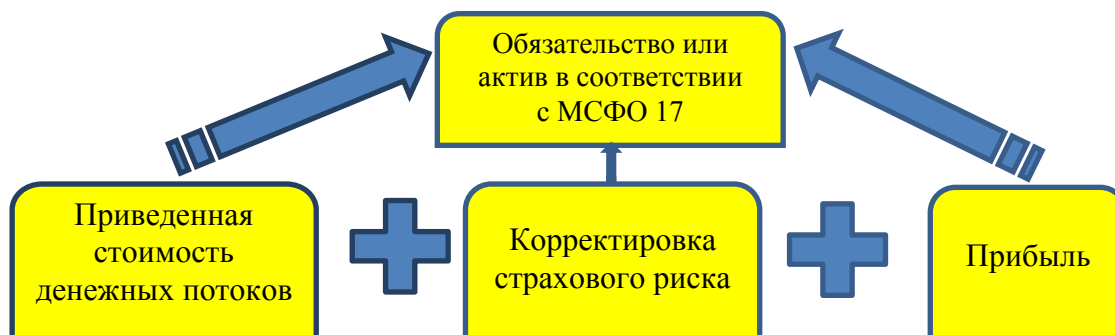 Обязательство или
актив в соответствии
с МСФО 17
Приведенная
стоимость
денежных потоков
Корректировка
страхового риска
Прибыль